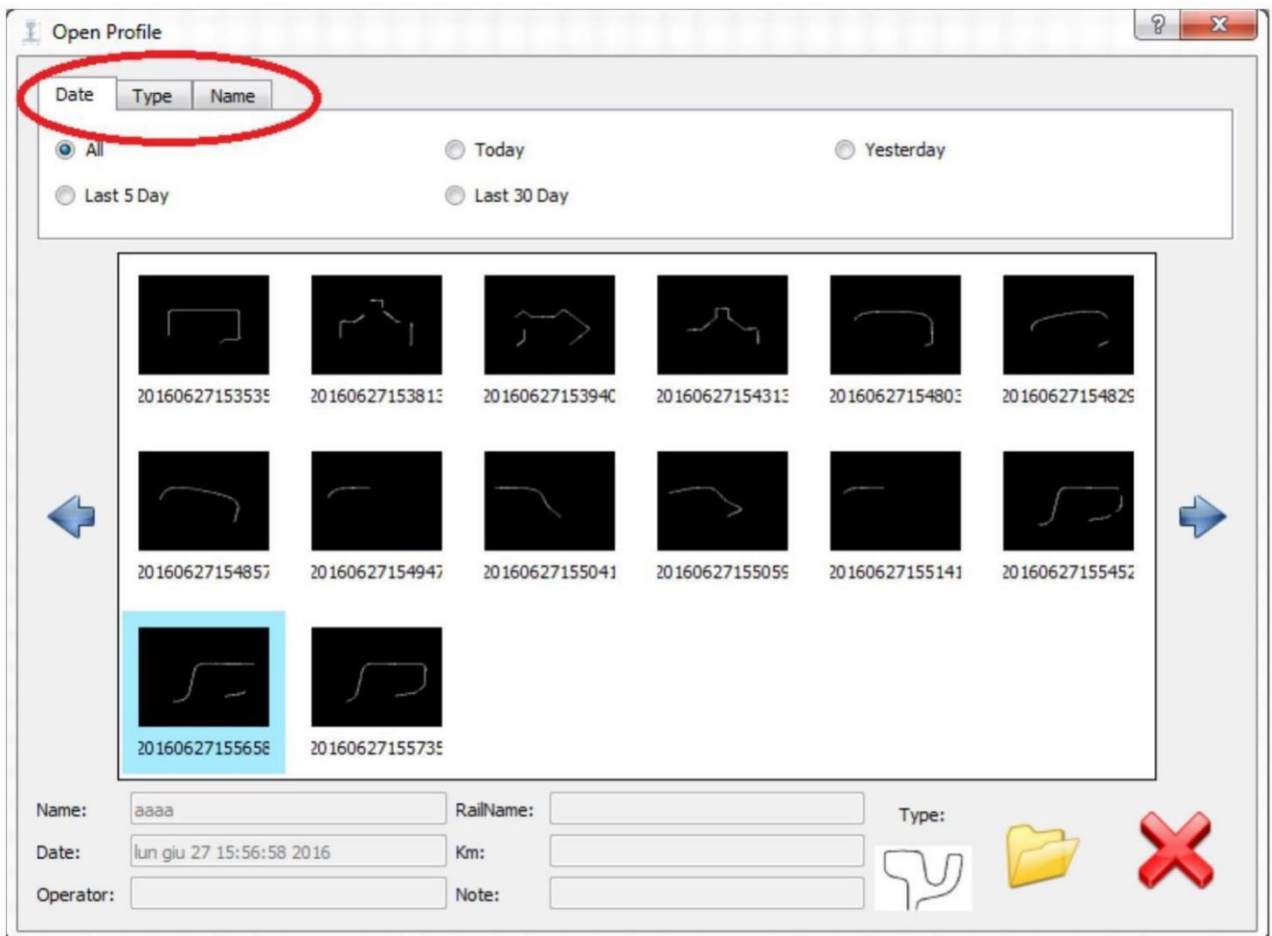 Open Profile
Date Type Name
All Today Yesterday
Last 5 Day Last 30 Day
20160627153535 20160627153813 20160627153940 20160627154313 20160627154803 20160627154829
20160627154857 20160627154947 20160627155041 20160627155059 20160627155141 20160627155452
20160627155658 20160627155735
Name: aaaa RailName: Type:
Date: lun giu 27 15:56:58 2016 Km:
Operator: Note: